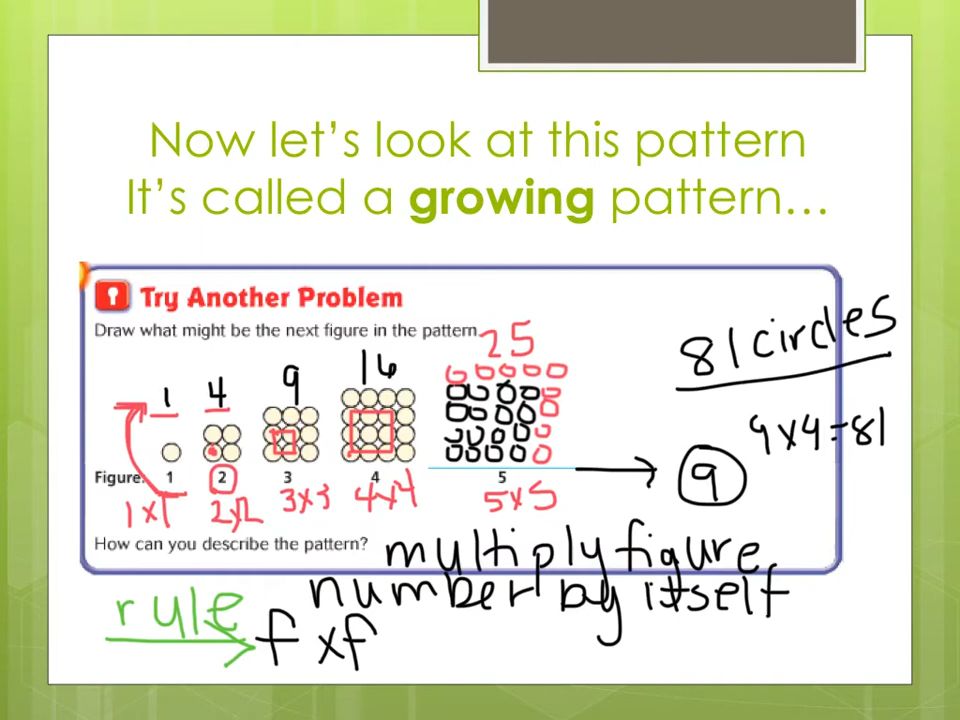 Now let's look at this pattern
It's called a growing pattern…
Try Another Problem
Draw what might be the next figure in the pattern.
1 4 9 16 25
Figure: 1 2 3 4 5
1x1 2x2 3x3 4x4 5x5
81 circles
9x9=81
9
How can you describe the pattern?
multiply figure
number by itself
rule
f xf